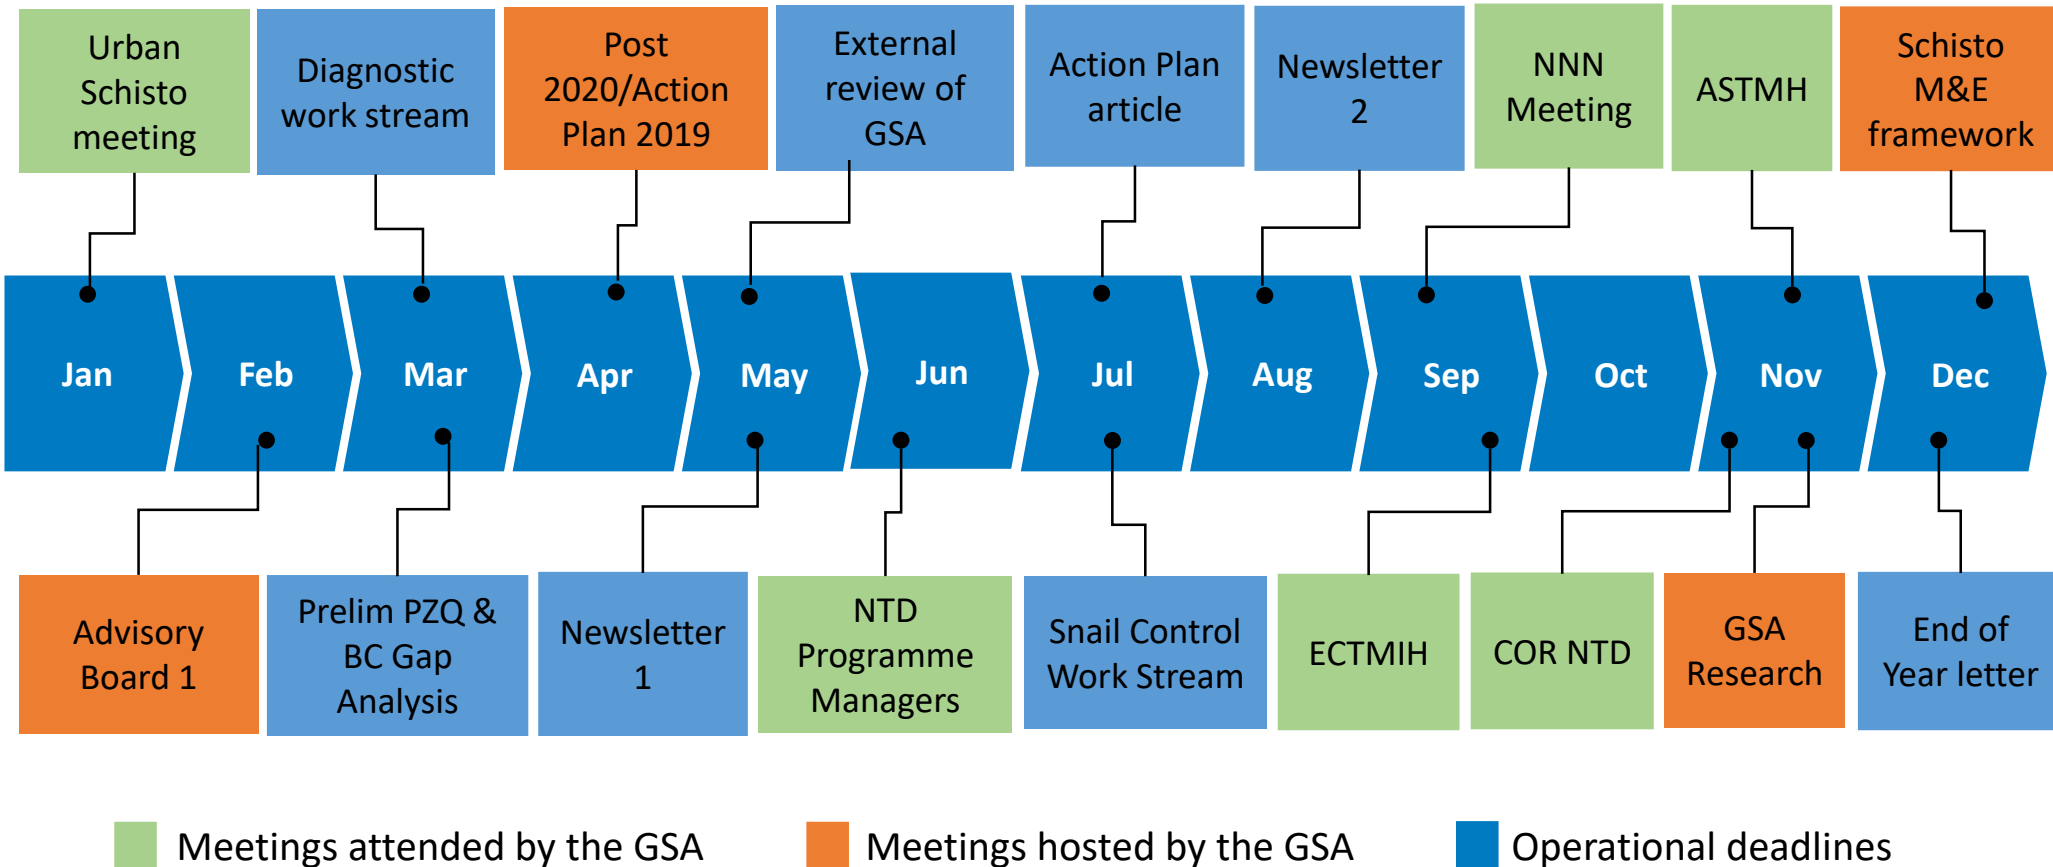 Urban
Schisto
meeting
Diagnostic
work stream
Post
2020/Action
Plan 2019
External
review of
GSA
Action Plan
article
Newsletter
2
NNN
Meeting
ASTMH
Schisto
M&E
framework
Jan
Feb
Mar
Apr
May
Jun
Jul
Aug
Sep
Oct
Nov
Dec
Advisory
Board 1
Prelim PZQ &
BC Gap
Analysis
Newsletter
1
NTD
Programme
Managers
Snail Control
Work Stream
ECTMIH
COR NTD
GSA
Research
End of
Year letter
Meetings attended by the GSA
Meetings hosted by the GSA
Operational deadlines